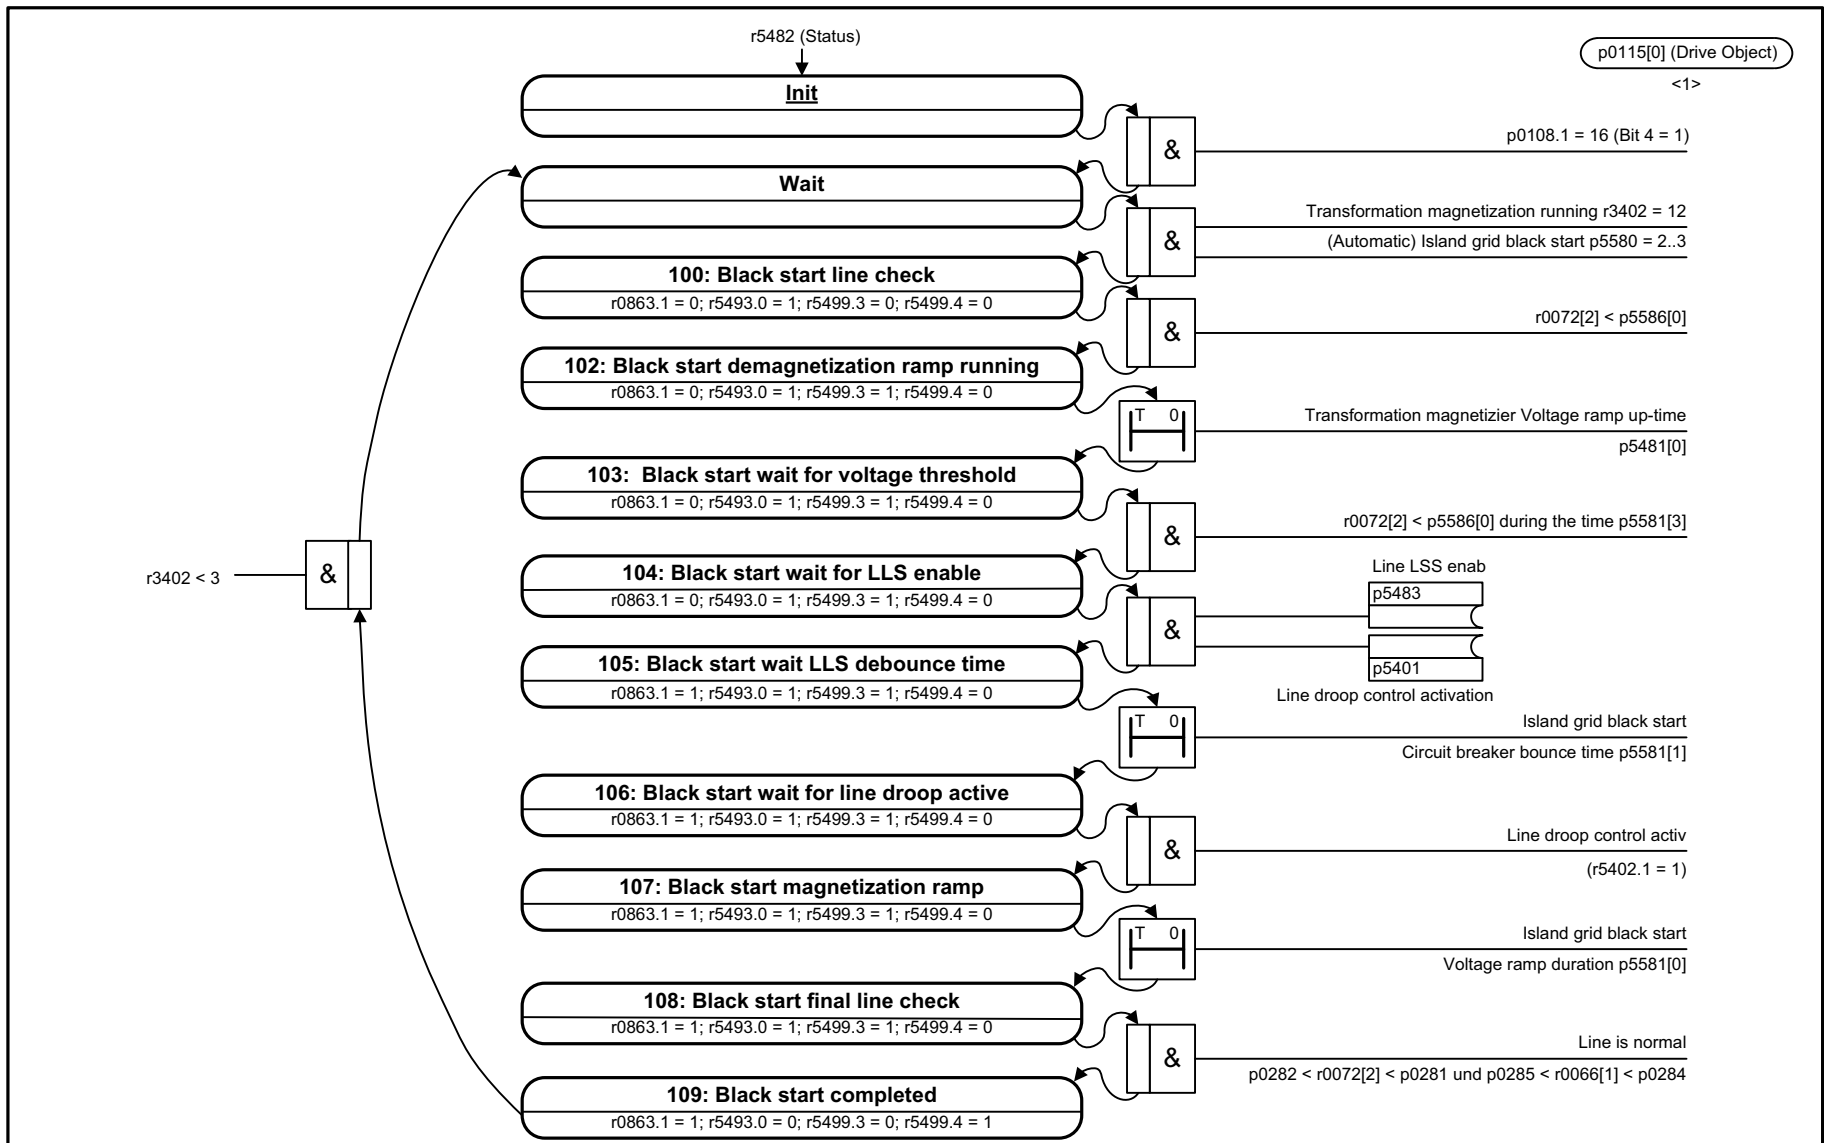 r5482 (Status)
p0115[0] (Drive Object)
<1>
Init
p0108.1 = 16 (Bit 4 = 1)
&
Wait
Transformation magnetization running r3402 = 12
&
(Automatic) Island grid black start p5580 = 2..3
100: Black start line check
r0863.1 = 0; r5493.0 = 1; r5499.3 = 0; r5499.4 = 0
r0072[2] < p5586[0]
&
102: Black start demagnetization ramp running
r0863.1 = 0; r5493.0 = 1; r5499.3 = 1; r5499.4 = 0
T 0
Transformation magnetizier Voltage ramp up-time
p5481[0]
103: Black start wait for voltage threshold
r0863.1 = 0; r5493.0 = 1; r5499.3 = 1; r5499.4 = 0
r0072[2] < p5586[0] during the time p5581[3]
&
r3402 < 3
&
104: Black start wait for LLS enable
r0863.1 = 0; r5493.0 = 1; r5499.3 = 1; r5499.4 = 0
Line LSS enab
p5483
&
105: Black start wait LLS debounce time
r0863.1 = 1; r5493.0 = 1; r5499.3 = 1; r5499.4 = 0
p5401
Line droop control activation
T 0
Island grid black start
Circuit breaker bounce time p5581[1]
106: Black start wait for line droop active
r0863.1 = 1; r5493.0 = 1; r5499.3 = 1; r5499.4 = 0
Line droop control activ
&
(r5402.1 = 1)
107: Black start magnetization ramp
r0863.1 = 1; r5493.0 = 1; r5499.3 = 1; r5499.4 = 0
T 0
Island grid black start
Voltage ramp duration p5581[0]
108: Black start final line check
r0863.1 = 1; r5493.0 = 1; r5499.3 = 1; r5499.4 = 0
Line is normal
&
p0282 < r0072[2] < p0281 und p0285 < r0066[1] < p0284
109: Black start completed
r0863.1 = 1; r5493.0 = 0; r5499.3 = 0; r5499.4 = 1